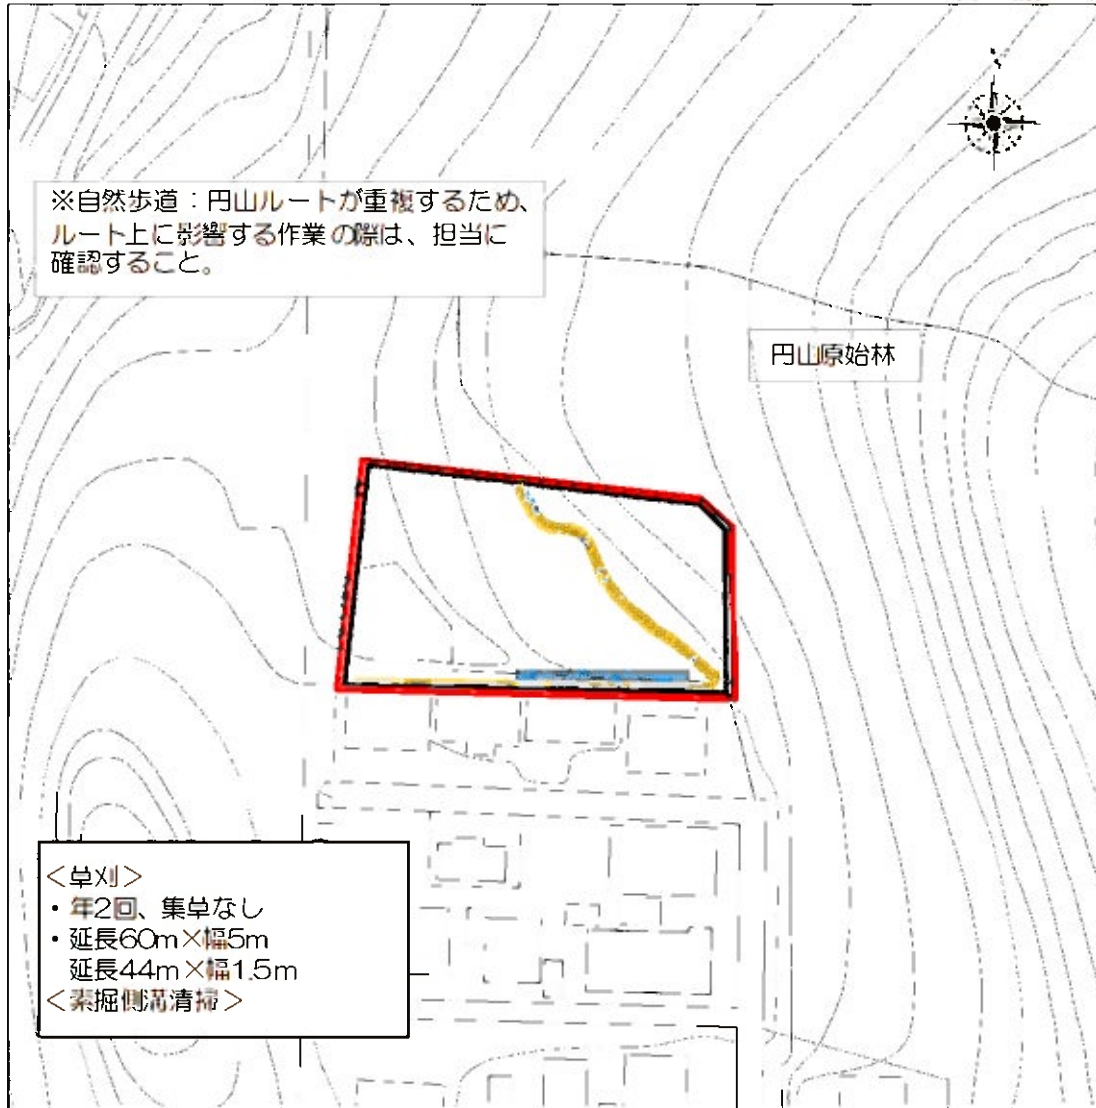 ※自然歩道：円山ルートが重複するため、
ルート上に影響する作業の際は、担当に
確認すること。
円山原始林
＜草刈＞
・年2回、集草なし
・延長60m×幅5m
延長44m×幅1.5m
＜素掘側溝清掃＞